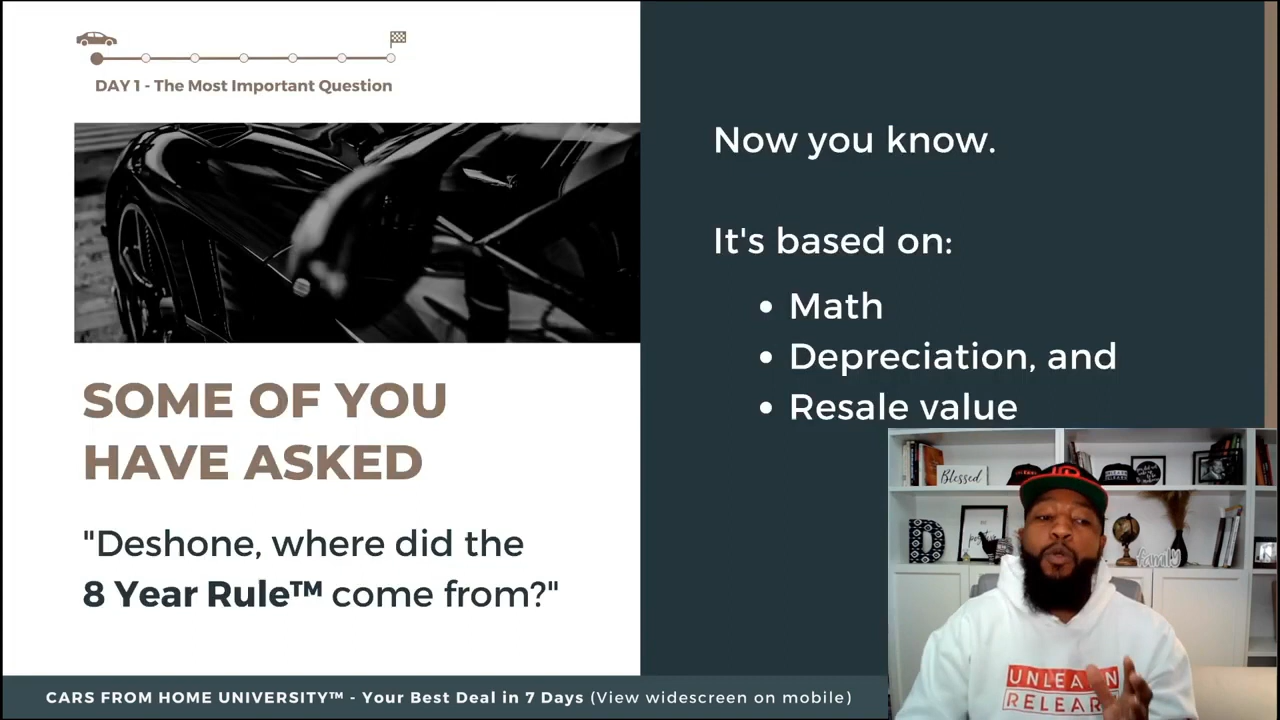 DAY 1 - The Most Important Question
SOME OF YOU
HAVE ASKED
"Deshone, where did the
8 Year Rule™ come from?"
Now you know.
It's based on:
• Math
• Depreciation, and
• Resale value
Blessed
family
UNLEARN
RELEARN
CARS FROM HOME UNIVERSITY™ - Your Best Deal in 7 Days (View widescreen on mobile)